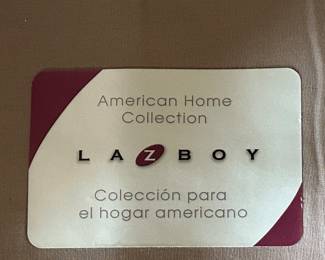 American Home
Collection
LAZBOY
Colección para
el hogar americano